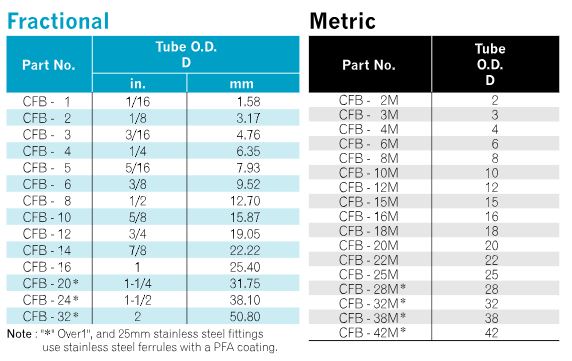 Fractional
Part No. Tube O.D. D
in. mm
CFB - 1 1/16 1.58
CFB - 2 1/8 3.17
CFB - 3 3/16 4.76
CFB - 4 1/4 6.35
CFB - 5 5/16 7.93
CFB - 6 3/8 9.52
CFB - 8 1/2 12.70
CFB - 10 5/8 15.87
CFB - 12 3/4 19.05
CFB - 14 7/8 22.22
CFB - 16 1 25.40
CFB - 20* 1-1/4 31.75
CFB - 24* 1-1/2 38.10
CFB - 32* 2 50.80
Note : "*" Over1", and 25mm stainless steel fittings
use stainless steel ferrules with a PFA coating.
Metric
Part No. Tube O.D. D
CFB - 2M 2
CFB - 3M 3
CFB - 4M 4
CFB - 6M 6
CFB - 8M 8
CFB - 10M 10
CFB - 12M 12
CFB - 15M 15
CFB - 16M 16
CFB - 18M 18
CFB - 20M 20
CFB - 22M 22
CFB - 25M 25
CFB - 28M* 28
CFB - 32M* 32
CFB - 38M* 38
CFB - 42M* 42